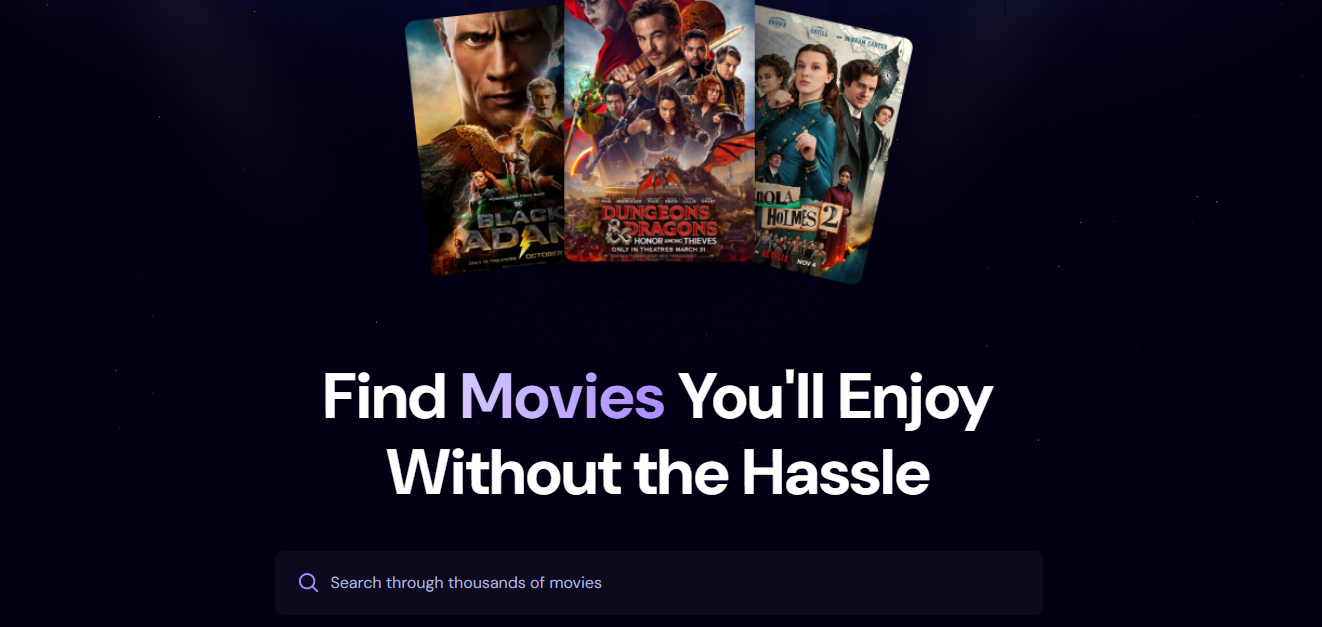 BLACK
ADAM
ONLY IN THEATERS OCTOBER
DUNGEONS
& DRAGONS
HONOR AMONG THIEVES
ONLY IN THEATRES MARCH 31
HOLMES 2
NETFLIX NOV 4
Find Movies You'll Enjoy
Without the Hassle
Search through thousands of movies